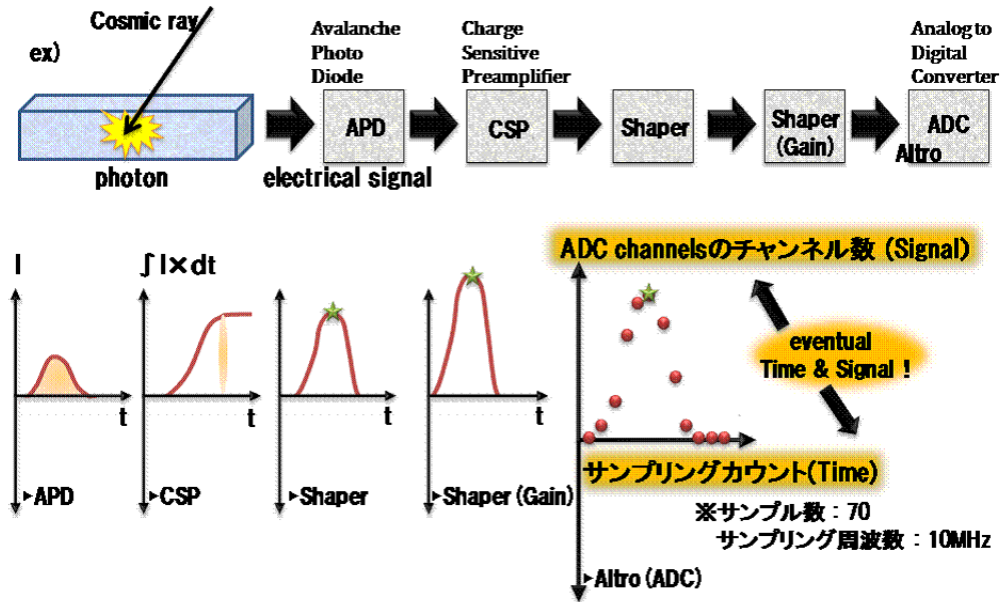 Cosmic ray
ex)
photon
Avalanche
Photo
Diode
APD
electrical signal
Charge
Sensitive
Preamplifier
CSP
Shaper
Shaper
(Gain)
Analog to
Digital
Converter
ADC
Altro
I
t
▸APD
∫I×dt
t
▸CSP
t
▸Shaper
t
▸Shaper (Gain)
ADC channelsのチャンネル数 (Signal)
eventual
Time & Signal !
サンプリングカウント(Time)
※サンプル数：70
サンプリング周波数：10MHz
▸Altro (ADC)